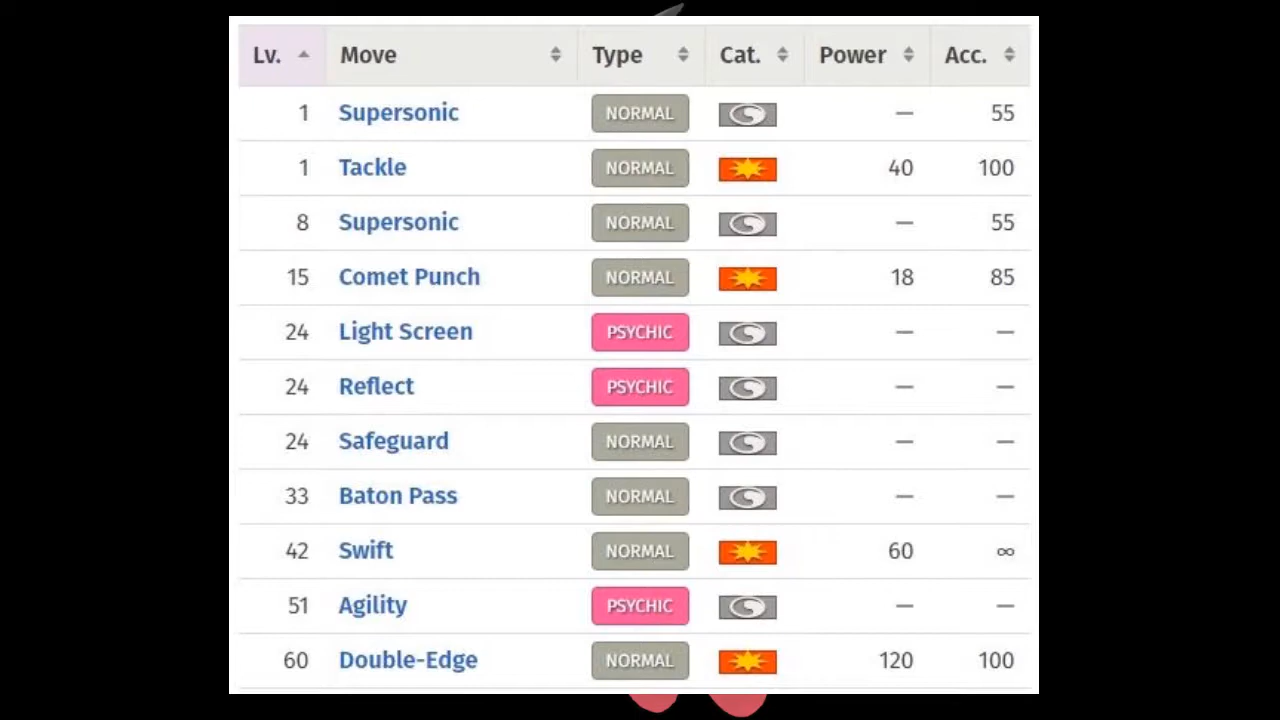 Lv. Move Type Cat. Power Acc.
1 Supersonic NORMAL — 55
1 Tackle NORMAL 40 100
8 Supersonic NORMAL — 55
15 Comet Punch NORMAL 18 85
24 Light Screen PSYCHIC — —
24 Reflect PSYCHIC — —
24 Safeguard NORMAL — —
33 Baton Pass NORMAL — —
42 Swift NORMAL 60 ∞
51 Agility PSYCHIC — —
60 Double-Edge NORMAL 120 100